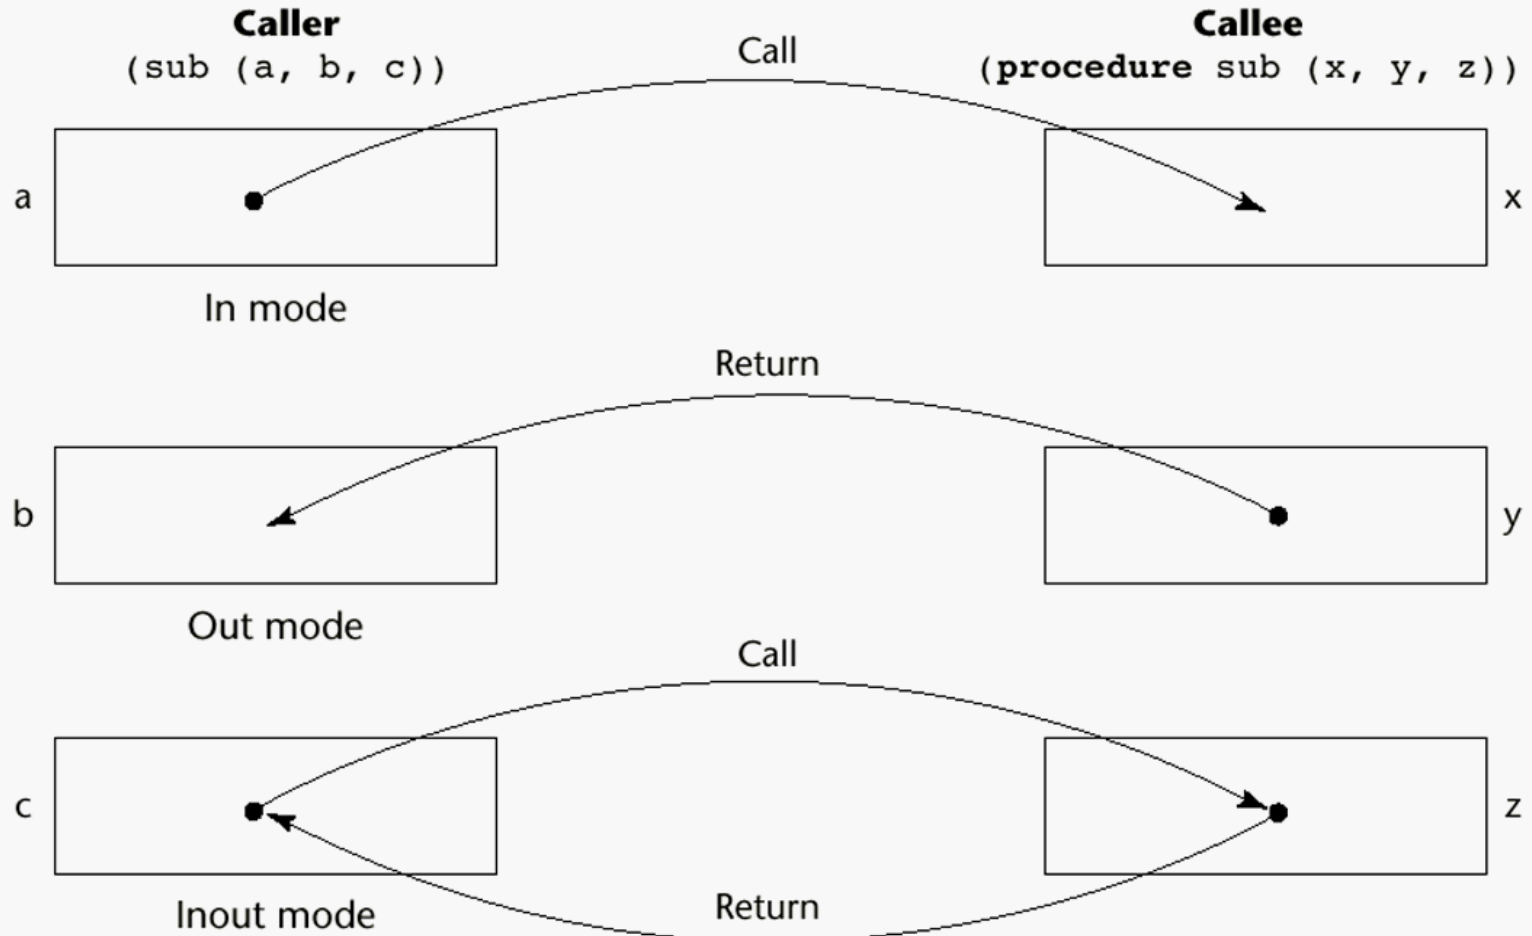 Caller
Callee
(sub (a, b, c))
Call
(procedure sub (x, y, z))
a
x
In mode
Return
b
y
Out mode
Call
c
z
Inout mode
Return